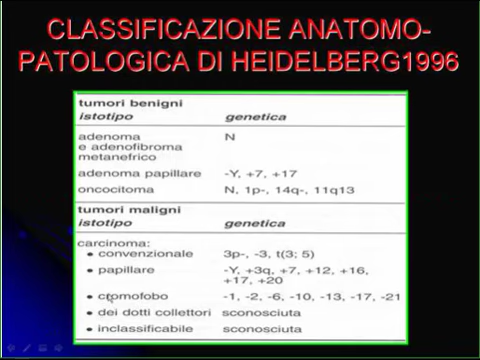 CLASSIFICAZIONE ANATOMO-
PATOLOGICA DI HEIDELBERG1996
tumori benigni
istotipo genetica
adenoma N
e adenofibroma
metanefrico
adenoma papillare -Y, +7, +17
oncocitoma N, 1p-, 14q-, 11q13
tumori maligni
istotipo genetica
carcinoma:
• convenzionale 3p-, -3, t(3; 5)
• papillare -Y, +3q, +7, +12, +16,
+17, +20
• cromofobo -1, -2, -6, -10, -13, -17, -21
• dei dotti collettori sconosciuta
• inclassificabile sconosciuta